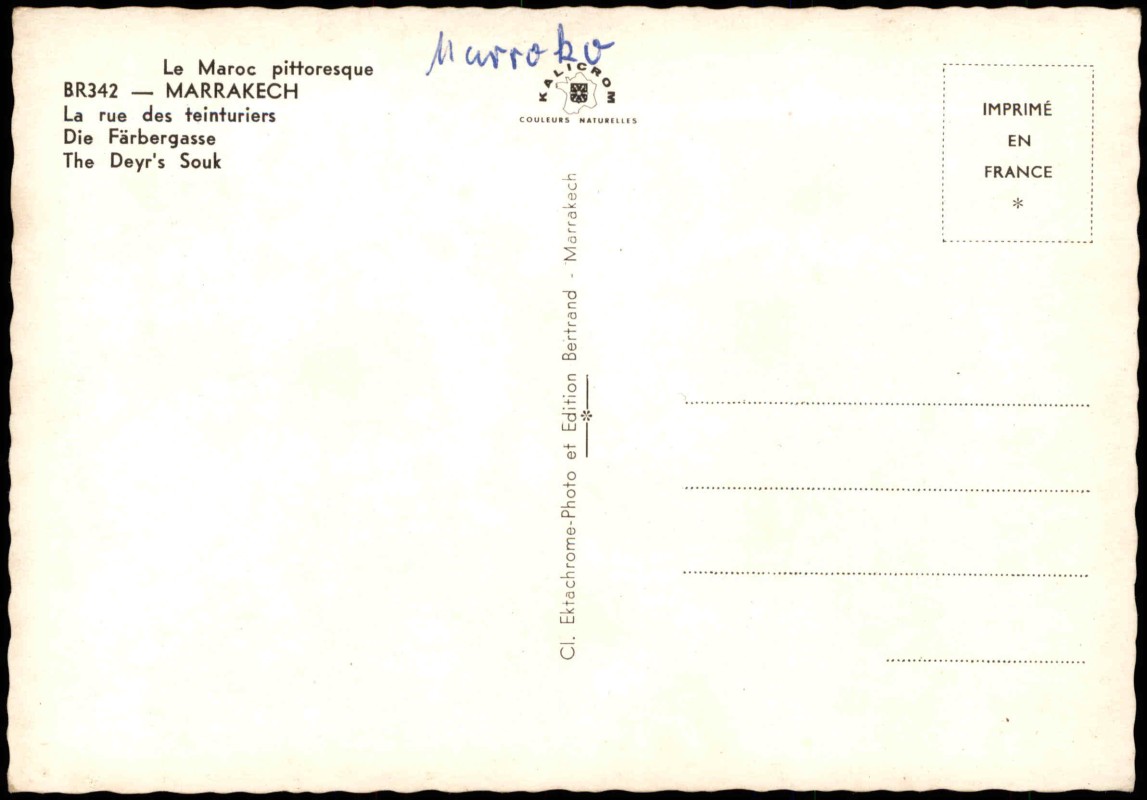 Marroko
Le Maroc pittoresque
BR342 — MARRAKECH
La rue des teinturiers
Die Färbergasse
The Deyr's Souk
KALICROM
COULEURS NATURELLES
IMPRIMÉ
EN
FRANCE
*
Cl. Ektachrome-Photo et Edition Bertrand - Marrakech